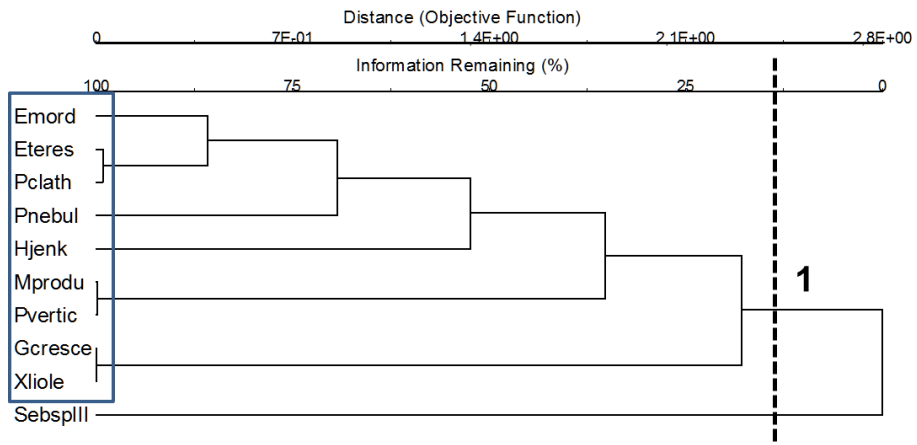 Distance (Objective Function)
0 7E-01 1.4E+00 2.1E+00 2.8E+00
Information Remaining (%)
100 75 50 25 0
Emord
Eteres
Pclath
Pnebul
Hjenk
Mprodu
1
Pvertic
Gcresce
Xliole
SebspIII